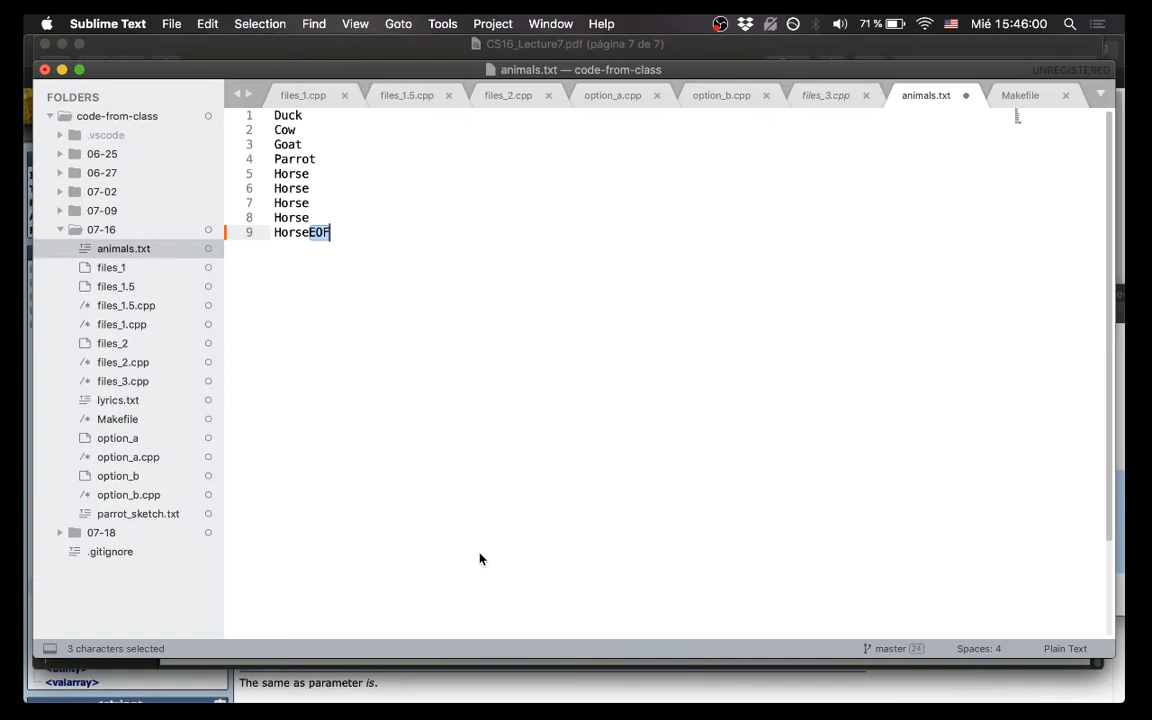 Sublime Text File Edit Selection Find View Goto Tools Project Window Help 71 % Mié 15:46:00
CS16_Lecture7.pdf (página 7 de 7)
animals.txt — code-from-class UNREGISTERED
FOLDERS
code-from-class
.vscode
06-25
06-27
07-02
07-09
07-16
animals.txt
files_1
files_1.5
files_1.5.cpp
files_1.cpp
files_2
files_2.cpp
files_3.cpp
lyrics.txt
Makefile
option_a
option_a.cpp
option_b
option_b.cpp
parrot_sketch.txt
07-18
.gitignore
files_1.cpp files_1.5.cpp files_2.cpp option_a.cpp option_b.cpp files_3.cpp animals.txt Makefile
1 Duck
2 Cow
3 Goat
4 Parrot
5 Horse
6 Horse
7 Horse
8 Horse
9 HorseEOF
3 characters selected master 24 Spaces: 4 Plain Text
<valarray>
The same as parameter is.